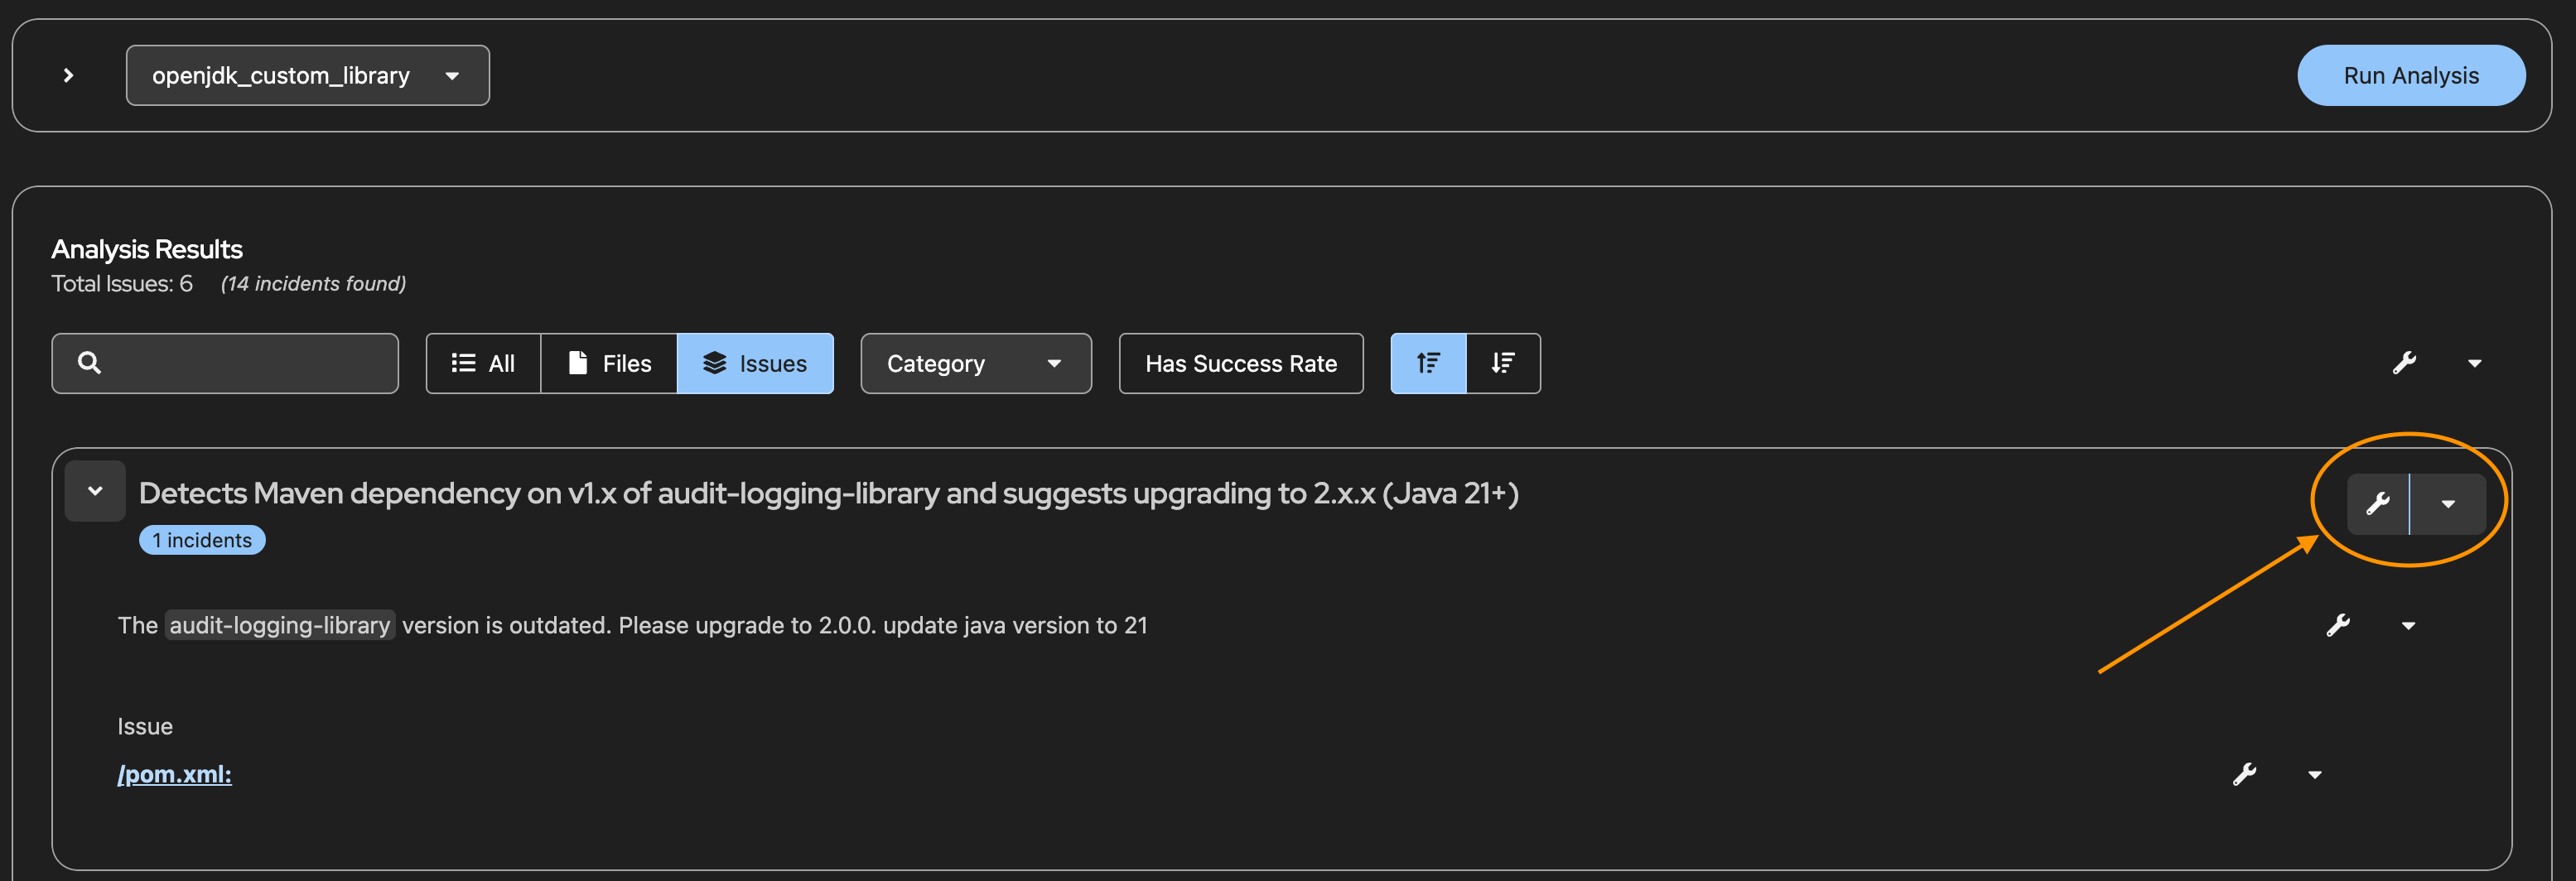 openjdk_custom_library
Run Analysis
Analysis Results
Total Issues: 6 (14 incidents found)
All Files Issues Category Has Success Rate
Detects Maven dependency on v1.x of audit-logging-library and suggests upgrading to 2.x.x (Java 21+)
1 incidents
The audit-logging-library version is outdated. Please upgrade to 2.0.0. update java version to 21
Issue
/pom.xml: